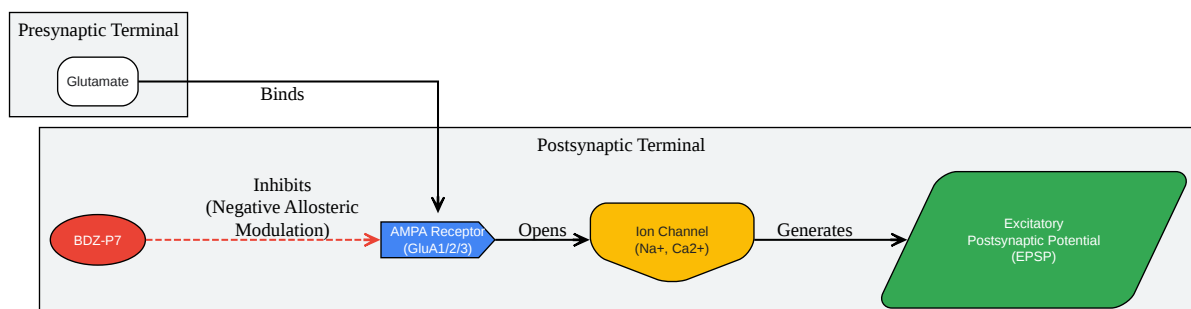 Presynaptic Terminal
Glutamate
Binds
Postsynaptic Terminal
Inhibits
(Negative Allosteric
Modulation)
BDZ-P7
AMPA Receptor
(GluA1/2/3)
Opens
Ion Channel
(Na+, Ca2+)
Generates
Excitatory
Postsynaptic Potential
(EPSP)